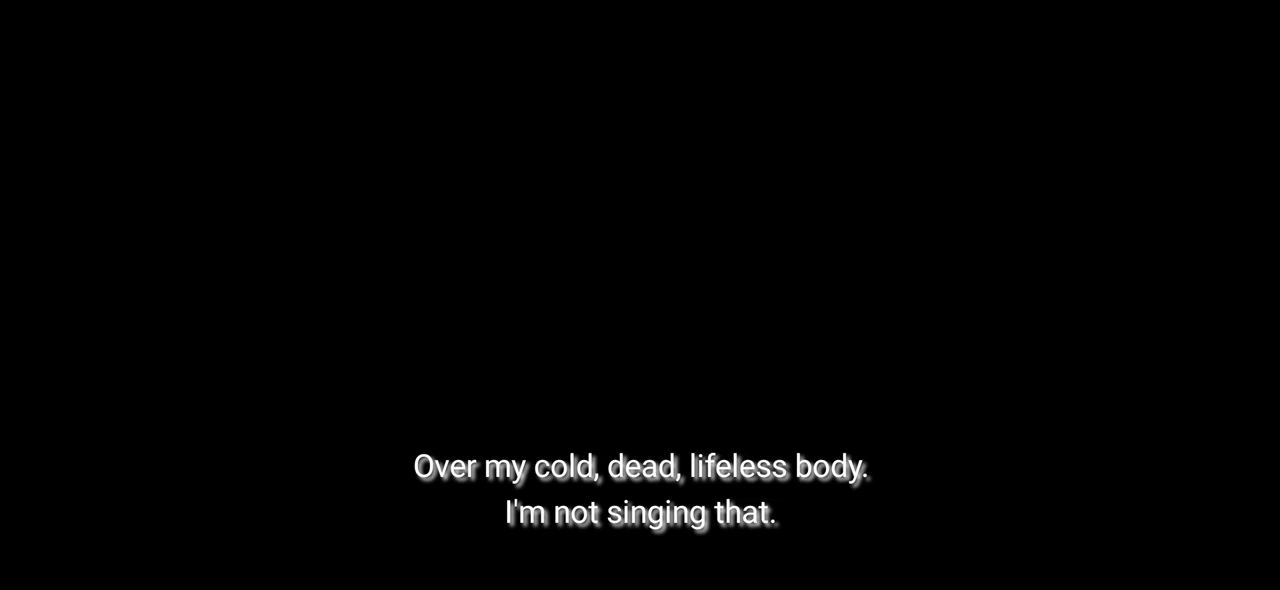 Over my cold, dead, lifeless body.
I'm not singing that.